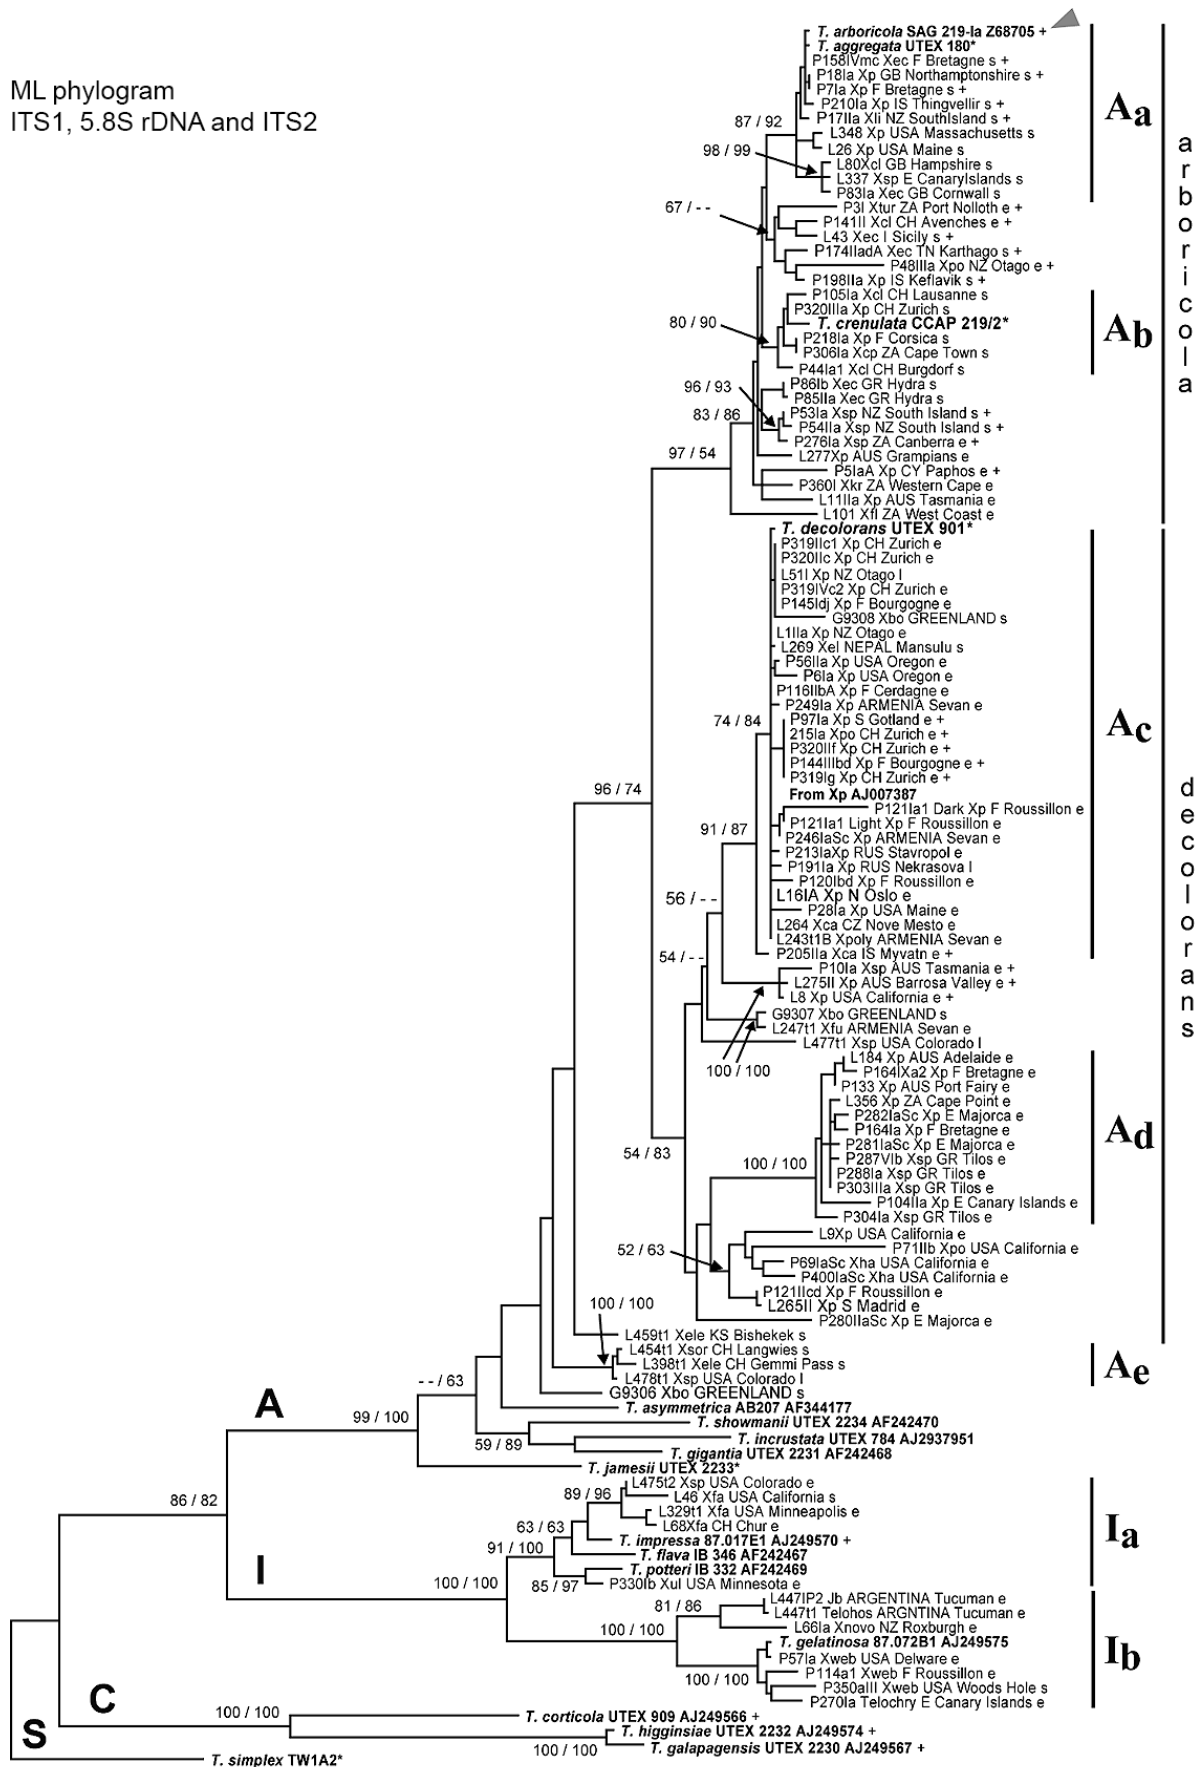 ML phylogram
ITS1, 5.8S rDNA and ITS2
T. arboricola SAG 219-Ia Z68705 +
T. aggregata UTEX 180*
P158IVmc Xec F Bretagne s +
P18Ia Xp GB Northamptonshire s +
P7Ia Xp F Bretagne s +
P210Ia Xp IS Thingvellir s +
P17IIa Xli NZ SouthIsland s +
L348 Xp USA Massachusetts s
L26 Xp USA Maine s
L80Xcl GB Hampshire s
L337 Xsp E CanaryIslands s
P83Ia Xec GB Cornwall s
P3I Xtur ZA Port Nolloth e +
P141II Xcl CH Avenches e +
L43 Xec I Sicily s +
P174IIadA Xec TN Karthago s +
P48IIIa Xpo NZ Otago e +
P198IIa Xp IS Keflavik s +
P105Ia Xcl CH Lausanne s
P320IIIa Xp CH Zurich s
T. crenulata CCAP 219/2*
P218Ia Xp F Corsica s
P306Ia Xcp ZA Cape Town s
P44Ia1 Xcl CH Burgdorf s
P86Ib Xec GR Hydra s
P85IIa Xec GR Hydra s
P53Ia Xsp NZ South Island s +
P54IIa Xsp NZ South Island s +
P276Ia Xsp ZA Canberra e +
L277Xp AUS Grampians e
P5IaA Xp CY Paphos e +
P360I Xkr ZA Western Cape e
L11IIa Xp AUS Tasmania e
L101 Xfl ZA West Coast e
T. decolorans UTEX 901*
P319IIc1 Xp CH Zurich e
P320IIc Xp CH Zurich e
L51I Xp NZ Otago l
P319IVc2 Xp CH Zurich e
P145Idj Xp F Bourgogne e
G9308 Xbo GREENLAND s
L1IIa Xp NZ Otago e
L269 Xel NEPAL Mansulu s
P56IIa Xp USA Oregon e
P6Ia Xp USA Oregon e
P116IIbA Xp F Cerdagne e
P249Ia Xp ARMENIA Sevan e
P97Ia Xp S Gotland e +
215Ia Xpo CH Zurich e +
P320IIf Xp CH Zurich e +
P144IIIbd Xp F Bourgogne e +
P319Ig Xp CH Zurich e +
From Xp AJ007387
P121Ia1 Dark Xp F Roussillon e
P121Ia1 Light Xp F Roussillon e
P246IaSc Xp ARMENIA Sevan e
P213IaXp RUS Stavropol e
P191Ia Xp RUS Nekrasova l
P120Ibd Xp F Roussillon e
L16IA Xp N Oslo e
P28Ia Xp USA Maine e
L264 Xca CZ Nove Mesto e
L243t1B Xpoly ARMENIA Sevan e
P205IIa Xca IS Myvatn e +
P10Ia Xsp AUS Tasmania e +
L275II Xp AUS Barrosa Valley e +
L8 Xp USA California e +
G9307 Xbo GREENLAND s
L247t1 Xfu ARMENIA Sevan e
L477t1 Xsp USA Colorado l
L184 Xp AUS Adelaide e
P164IXa2 Xp F Bretagne e
P133 Xp AUS Port Fairy e
L356 Xp ZA Cape Point e
P282IaSc Xp E Majorca e
P164Ia Xp F Bretagne e
P281IaSc Xp E Majorca e
P287VIb Xsp GR Tilos e
P288Ia Xsp GR Tilos e
P303IIIa Xsp GR Tilos e
P104IIa Xp E Canary Islands e
P304Ia Xsp GR Tilos e
L9Xp USA California e
P71IIb Xpo USA California e
P69IaSc Xha USA California e
P400IaSc Xha USA California e
P121IIcd Xp F Roussillon e
L265II Xp S Madrid e
P280IIaSc Xp E Majorca e
L459t1 Xele KS Bishekek s
L454t1 Xsor CH Langwies s
L398t1 Xele CH Gemmi Pass s
L478t1 Xsp USA Colorado l
G9306 Xbo GREENLAND s
T. asymmetrica AB207 AF344177
T. showmanii UTEX 2234 AF242470
T. incrustata UTEX 784 AJ2937951
T. gigantia UTEX 2231 AF242468
T. jamesii UTEX 2233*
L475t2 Xsp USA Colorado e
L46 Xfa USA California s
L329t1 Xfa USA Minneapolis e
L68Xfa CH Chur e
T. impressa 87.017E1 AJ249570 +
T. flava IB 346 AF242467
T. potteri IB 332 AF242469
P330Ib Xul USA Minnesota e
L447IP2 Jb ARGENTINA Tucuman e
L447t1 Telohos ARGNTINA Tucuman e
L66Ia Xnovo NZ Roxburgh e
T. gelatinosa 87.072B1 AJ249575
P57Ia Xweb USA Delware e
P114a1 Xweb F Roussillon e
P350aIII Xweb USA Woods Hole s
P270Ia Telochry E Canary Islands e
T. corticola UTEX 909 AJ249566 +
T. higginsiae UTEX 2232 AJ249574 +
T. galapagensis UTEX 2230 AJ249567 +
T. simplex TW1A2*
87 / 92
98 / 99
67 / - -
80 / 90
96 / 93
83 / 86
97 / 54
74 / 84
96 / 74
91 / 87
56 / - -
54 / - -
100 / 100
54 / 83
100 / 100
52 / 63
100 / 100
- - / 63
99 / 100
59 / 89
86 / 82
89 / 96
63 / 63
91 / 100
85 / 97
100 / 100
81 / 86
100 / 100
100 / 100
100 / 100
100 / 100
A
I
C
S
Aa
Ab
Ac
Ad
Ae
Ia
Ib
arboricola
decolorans